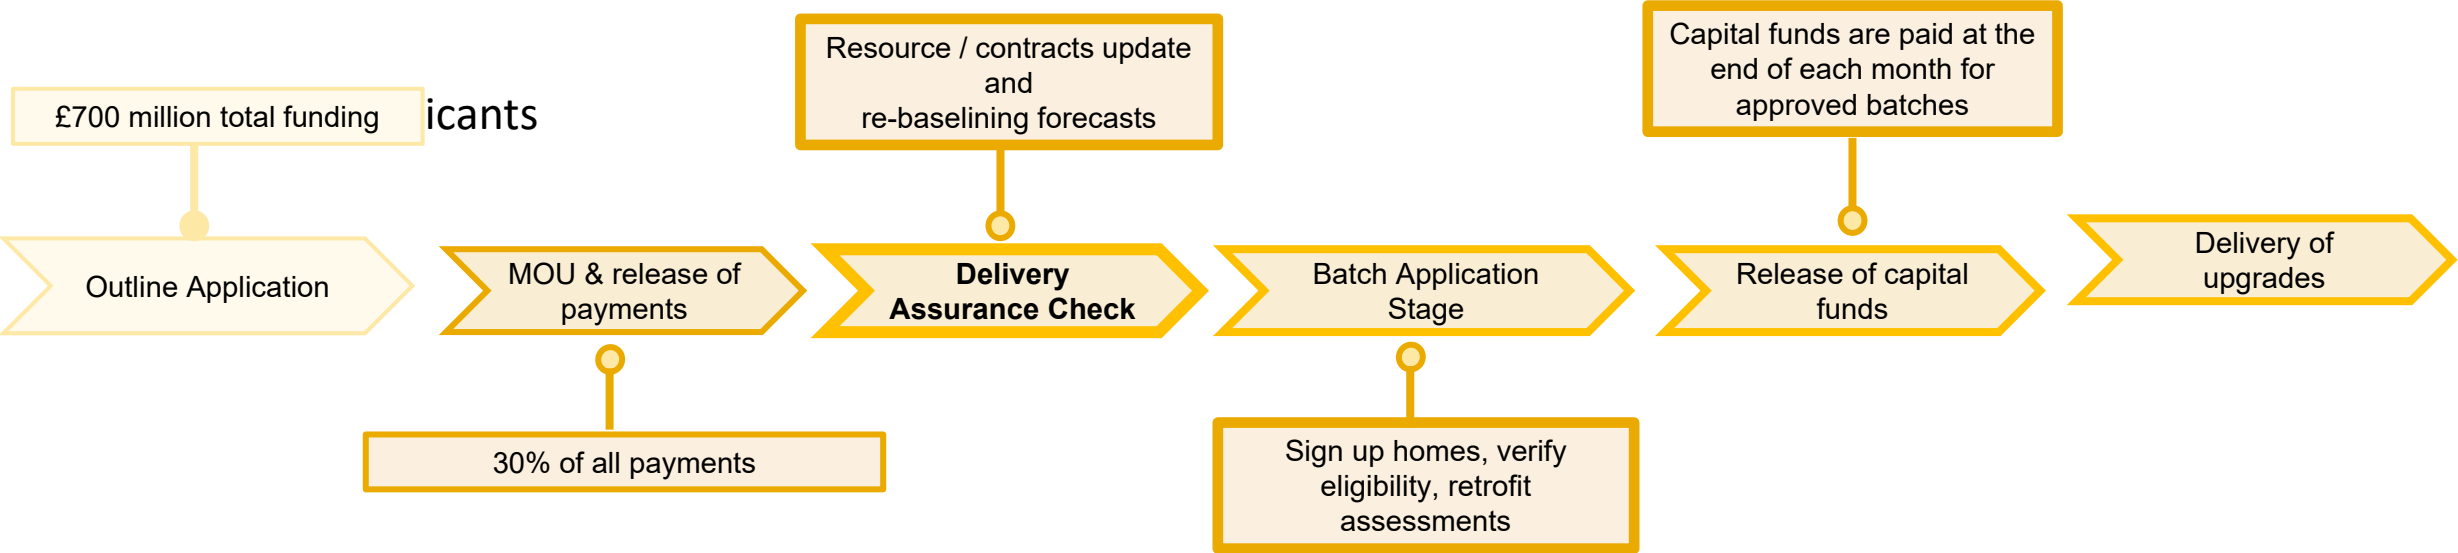 £700 million total funding
icants
Resource / contracts update
and
re-baselining forecasts
Capital funds are paid at the
end of each month for
approved batches
Outline Application
MOU & release of
payments
Delivery
Assurance Check
Batch Application
Stage
Release of capital
funds
Delivery of
upgrades
30% of all payments
Sign up homes, verify
eligibility, retrofit
assessments